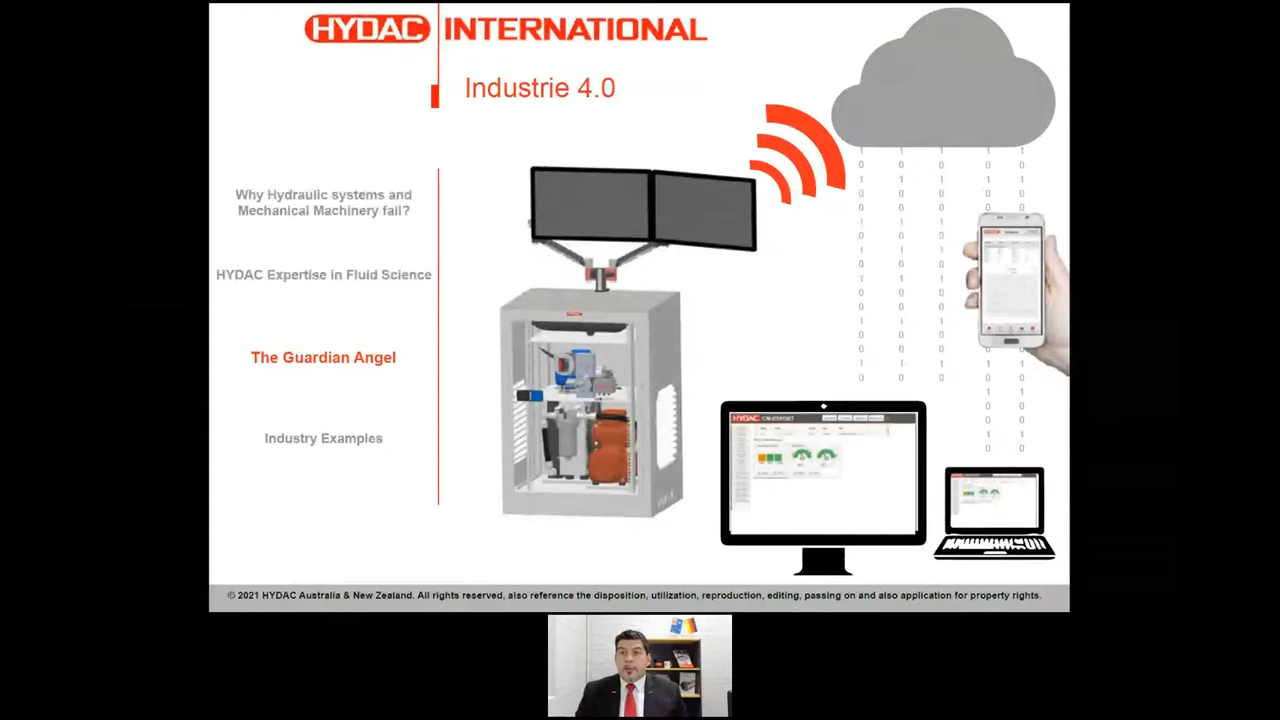 HYDAC INTERNATIONAL
Industrie 4.0
Why Hydraulic systems and
Mechanical Machinery fail?
HYDAC Expertise in Fluid Science
The Guardian Angel
Industry Examples
HYDAC
HYDAC
© 2021 HYDAC Australia & New Zealand. All rights reserved, also reference the disposition, utilization, reproduction, editing, passing on and also application for property rights.